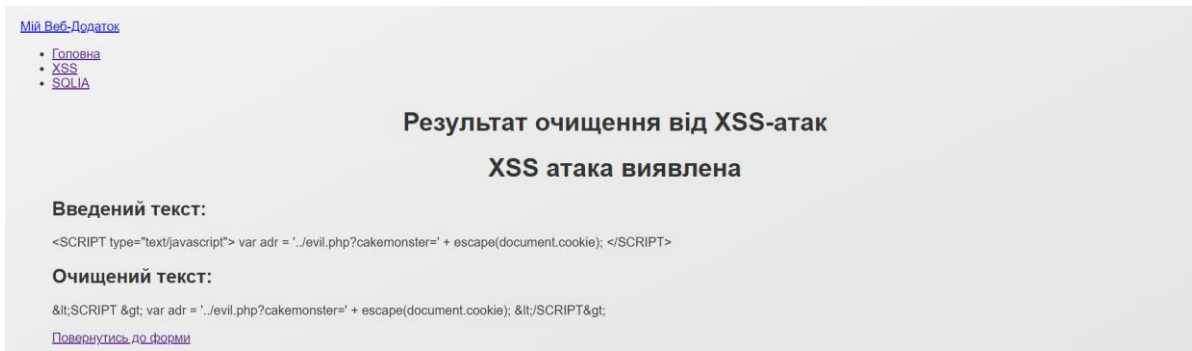 Мій Веб-Додаток
Головна
XSS
SQLIA
Результат очищення від XSS-атак
XSS атака виявлена
Введений текст:
<SCRIPT type="text/javascript"> var adr = '../evil.php?cakemonster=' + escape(document.cookie); </SCRIPT>
Очищений текст:
&lt;SCRIPT &gt; var adr = '../evil.php?cakemonster=' + escape(document.cookie); &lt;/SCRIPT&gt;
Повернутись до форми